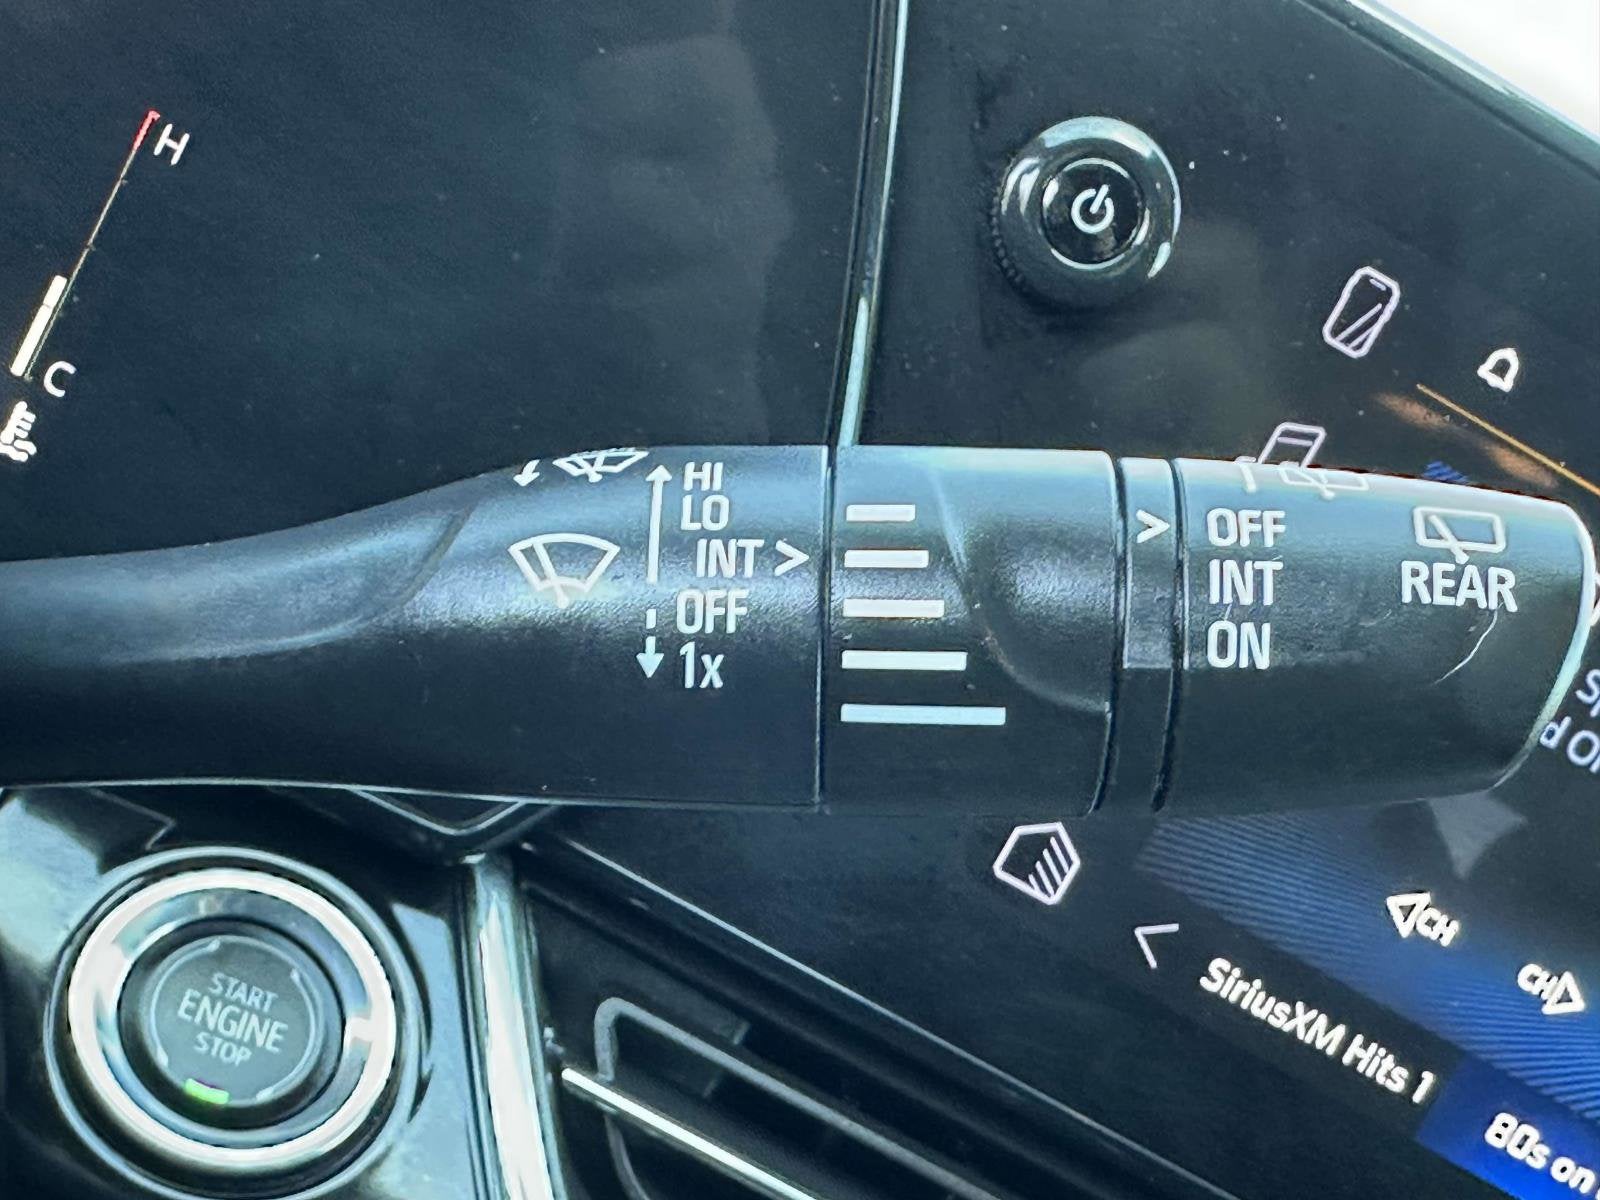 H
C
HI
LO
INT >
OFF
1x
>
OFF
INT
ON
REAR
START
ENGINE
STOP
CH
CH
SiriusXM Hits 1
80s on